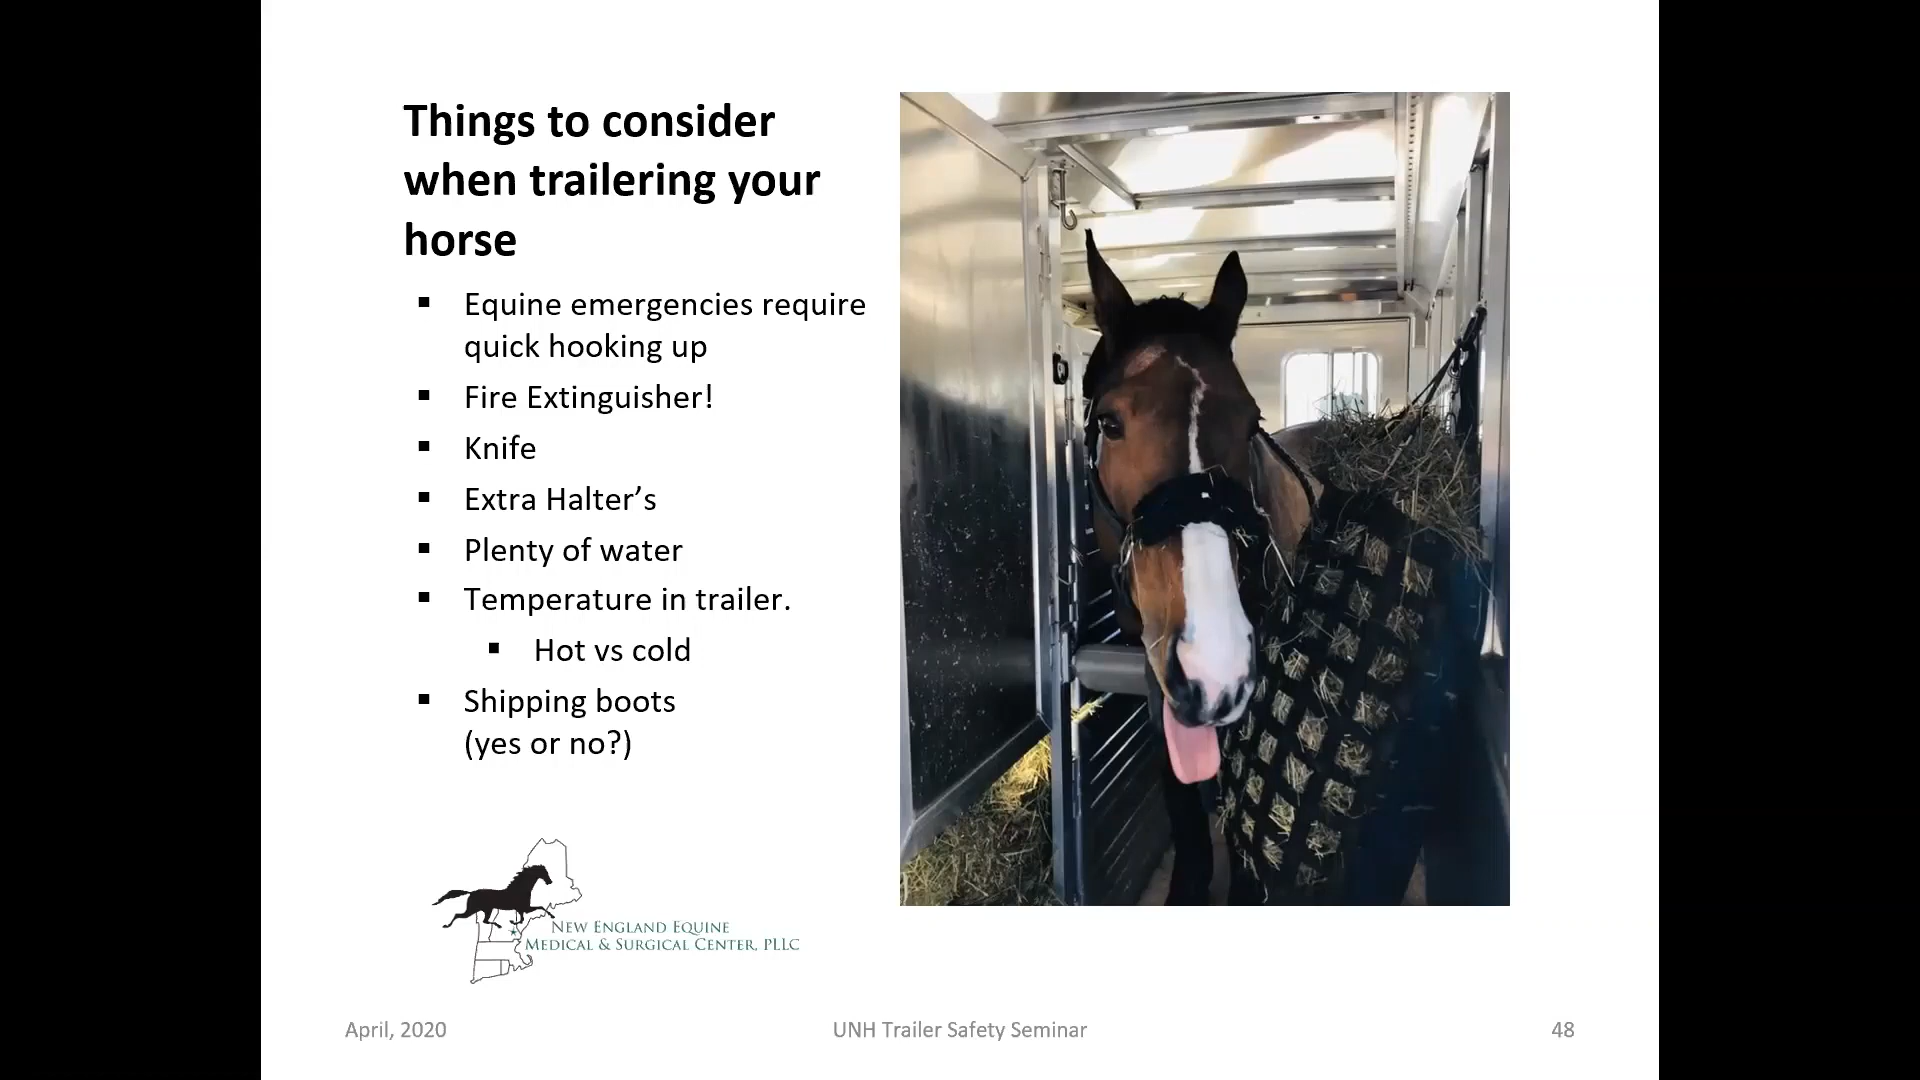 Things to consider
when trailering your
horse
Equine emergencies require
quick hooking up
Fire Extinguisher!
Knife
Extra Halter’s
Plenty of water
Temperature in trailer.
Hot vs cold
Shipping boots
(yes or no?)
New England Equine
Medical & Surgical Center, PLLC
April, 2020
UNH Trailer Safety Seminar
48